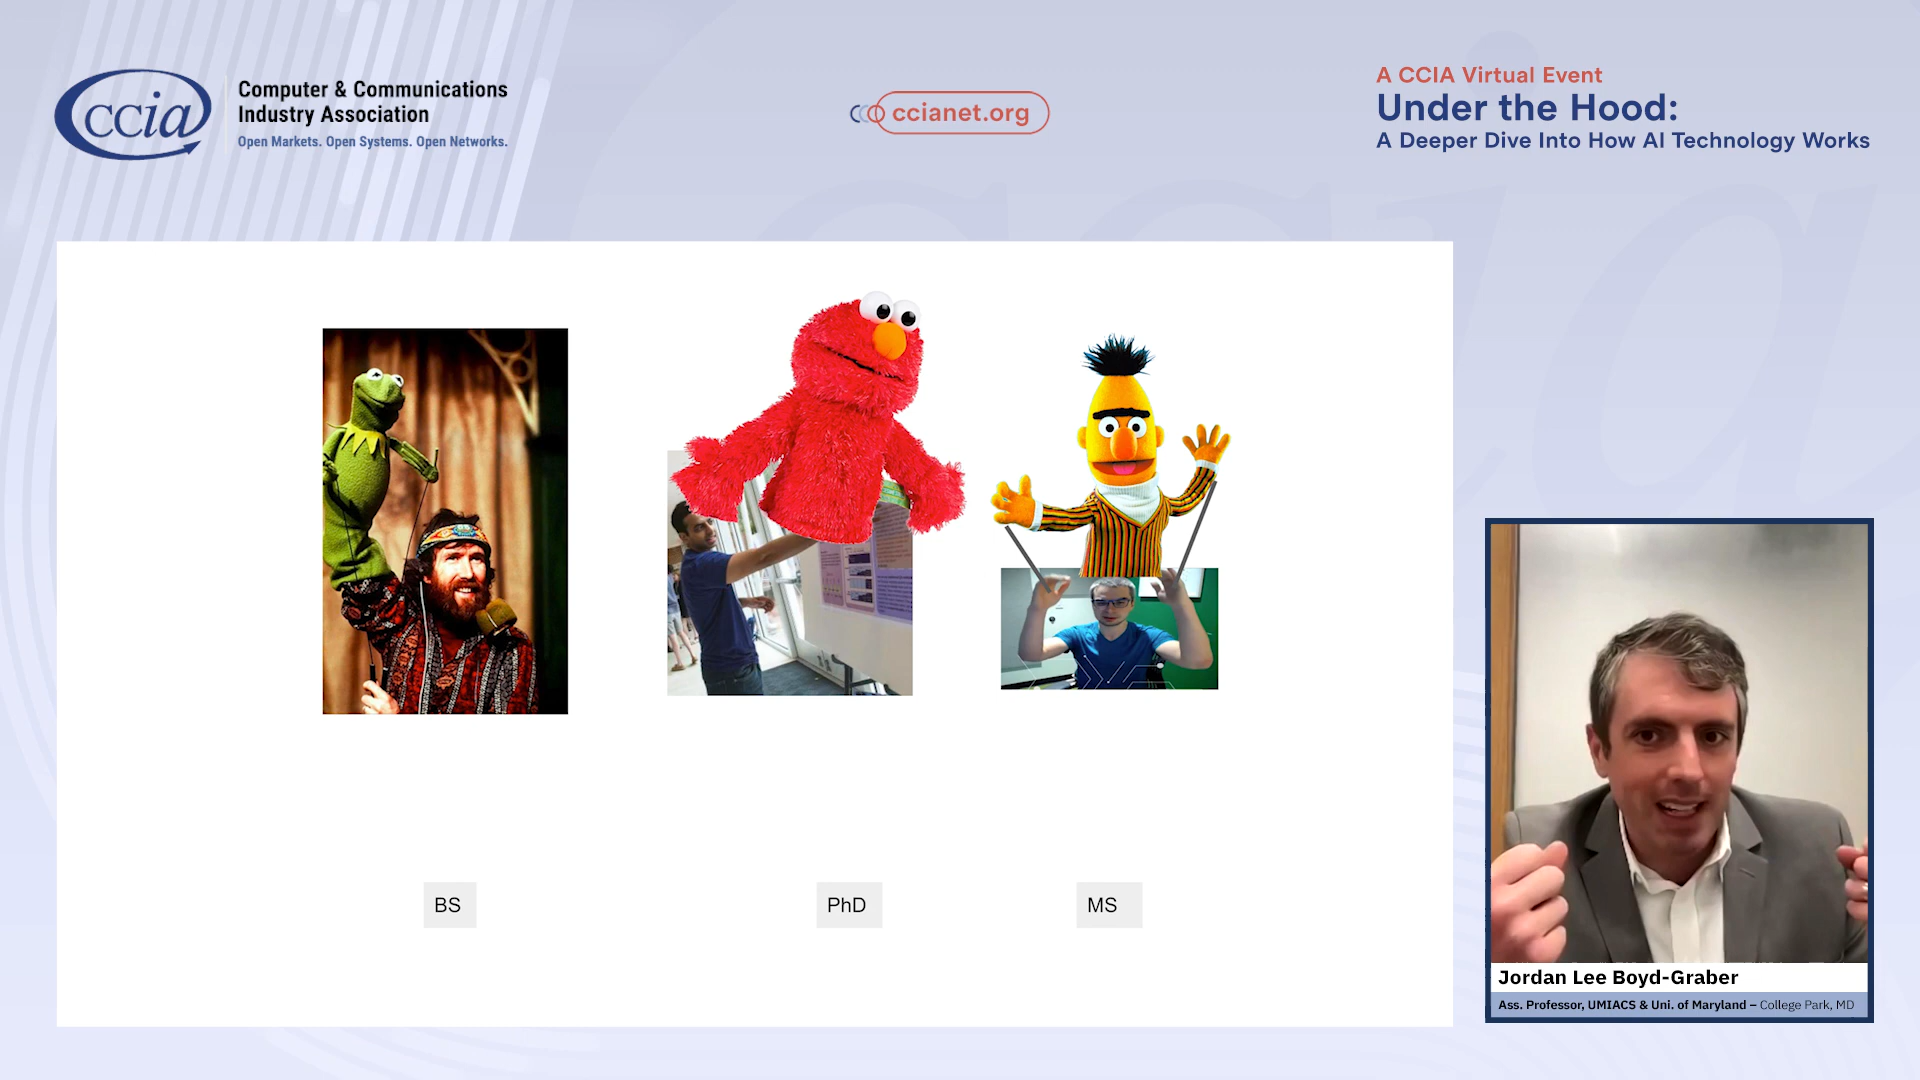 ccia
Computer & Communications
Industry Association
Open Markets. Open Systems. Open Networks.
ccianet.org
A CCIA Virtual Event
Under the Hood:
A Deeper Dive Into How AI Technology Works
BS
PhD
MS
Jordan Lee Boyd-Graber
Ass. Professor, UMIACS & Uni. of Maryland – College Park, MD